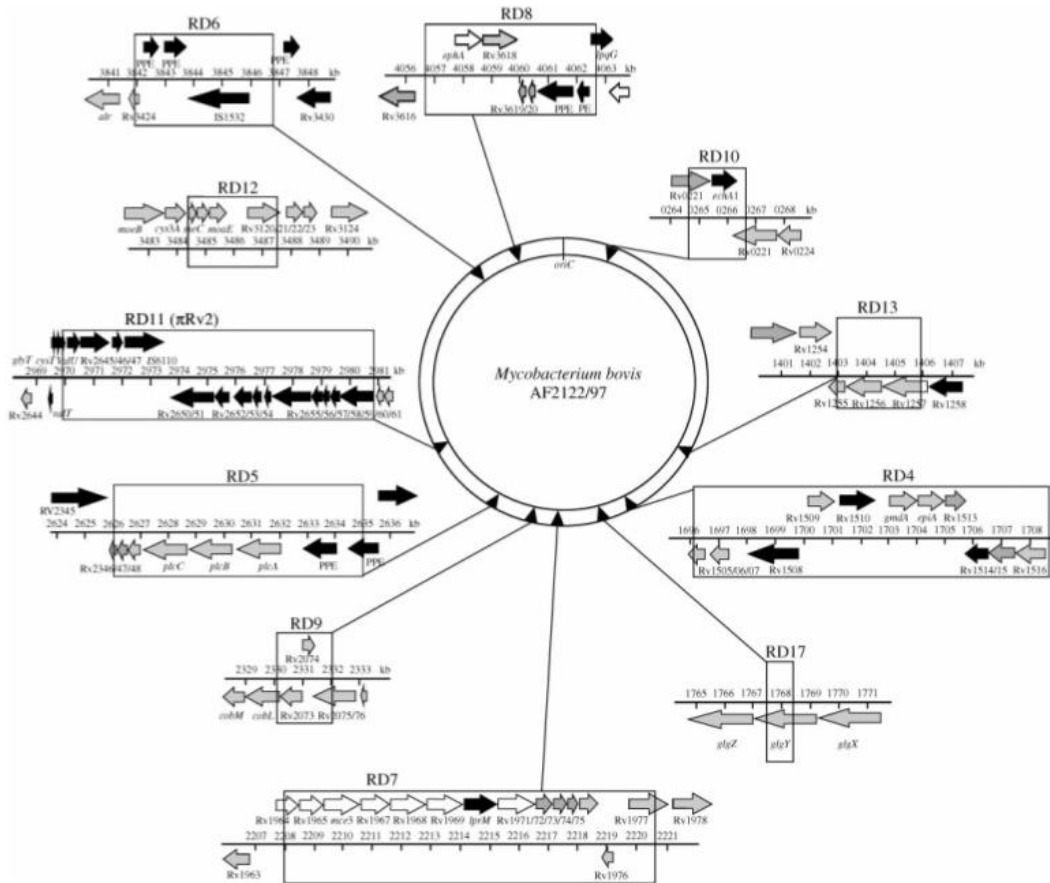 RD6
PPE PPE PPE
3841 3842 3843 3844 3845 3846 3847 3848 kb
alr Rv3424 IS1532 Rv3430
RD8
ephA Rv3618 lpqG
4056 4057 4058 4059 4060 4061 4062 4063 kb
Rv3616 Rv3619/20 PPE PE
RD10
Rv0221 echA1
0264 0265 0266 0267 0268 kb
Rv0221 Rv0224
RD12
moeB cys3A moaE Rv3120/21/22/23 Rv3124
3483 3484 3485 3486 3487 3488 3489 3490 kb
oriC
RD11 (πRv2)
glyT cysT valU Rv2645/46/47 IS6110
2969 2970 2971 2972 2973 2974 2975 2976 2977 2978 2979 2980 2981 kb
Rv2644 valT Rv2650/51 Rv2652/53/54 Rv2655/56/57/58/59/60/61
Mycobacterium bovis
AF2122/97
RD13
Rv1254
1401 1402 1403 1404 1405 1406 1407 kb
Rv1255 Rv1256 Rv1257 Rv1258
RD5
RV2345
2624 2625 2626 2627 2628 2629 2630 2631 2632 2633 2634 2635 2636 kb
Rv2346/47/48 plcC plcB plcA PPE PPE
RD4
Rv1509 Rv1510 gmdA epiA Rv1513
1696 1697 1698 1699 1700 1701 1702 1703 1704 1705 1706 1707 1708 kb
Rv1505/06/07 Rv1508 Rv1514/15 Rv1516
RD9
Rv2074
2329 2330 2331 2332 2333 kb
cobM cobL Rv2073 Rv2075/76
RD17
1765 1766 1767 1768 1769 1770 1771
glgZ glgY glgX
RD7
Rv1964 Rv1965 mce3 Rv1967 Rv1968 Rv1969 lprM Rv1971/72/73/74/75 Rv1977 Rv1978
2207 2208 2209 2210 2211 2212 2213 2214 2215 2216 2217 2218 2219 2220 2221
Rv1963 Rv1976